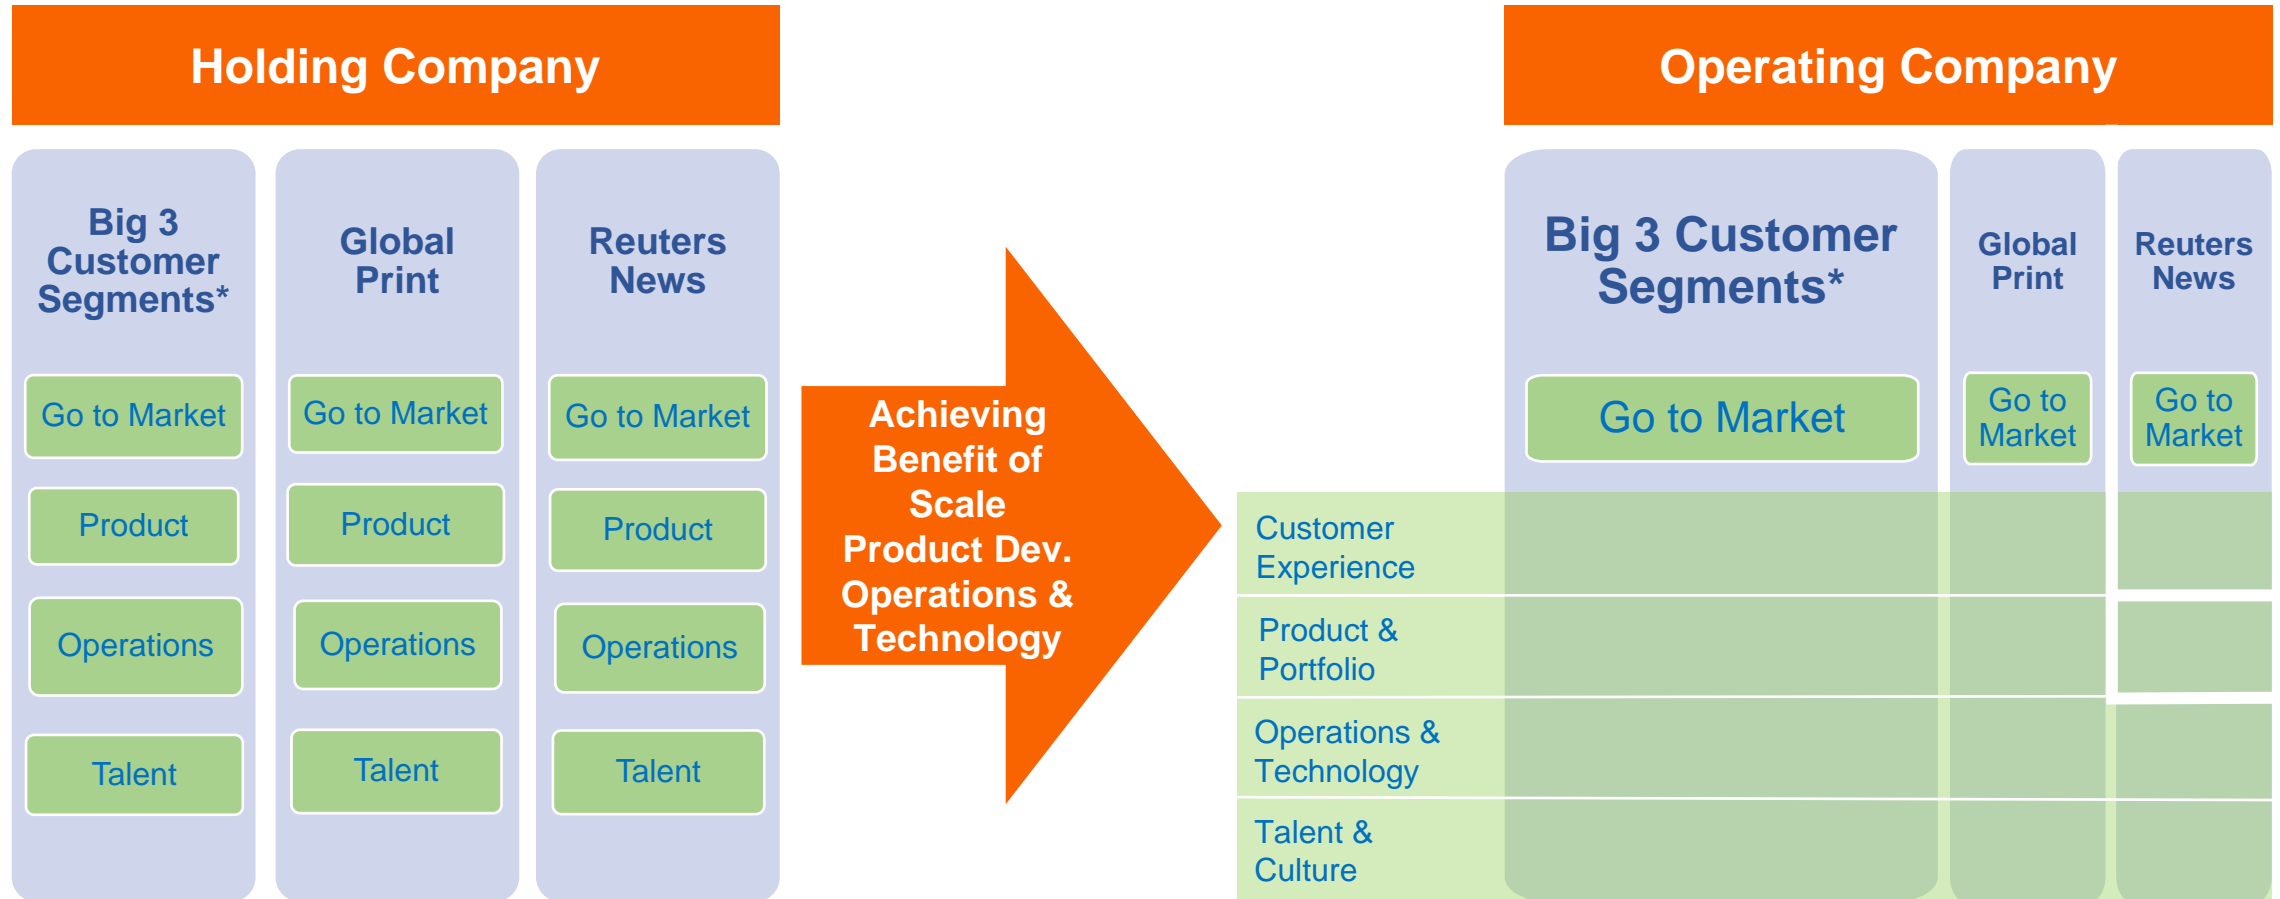 Holding Company
Big 3
Customer
Segments*
Go to Market
Product
Operations
Talent
Global
Print
Go to Market
Product
Operations
Talent
Reuters
News
Go to Market
Product
Operations
Talent
Achieving
Benefit of
Scale
Product Dev.
Operations &
Technology
Operating Company
Big 3 Customer
Segments*
Go to Market
Global
Print
Go to
Market
Reuters
News
Go to
Market
Customer
Experience
Product &
Portfolio
Operations &
Technology
Talent &
Culture